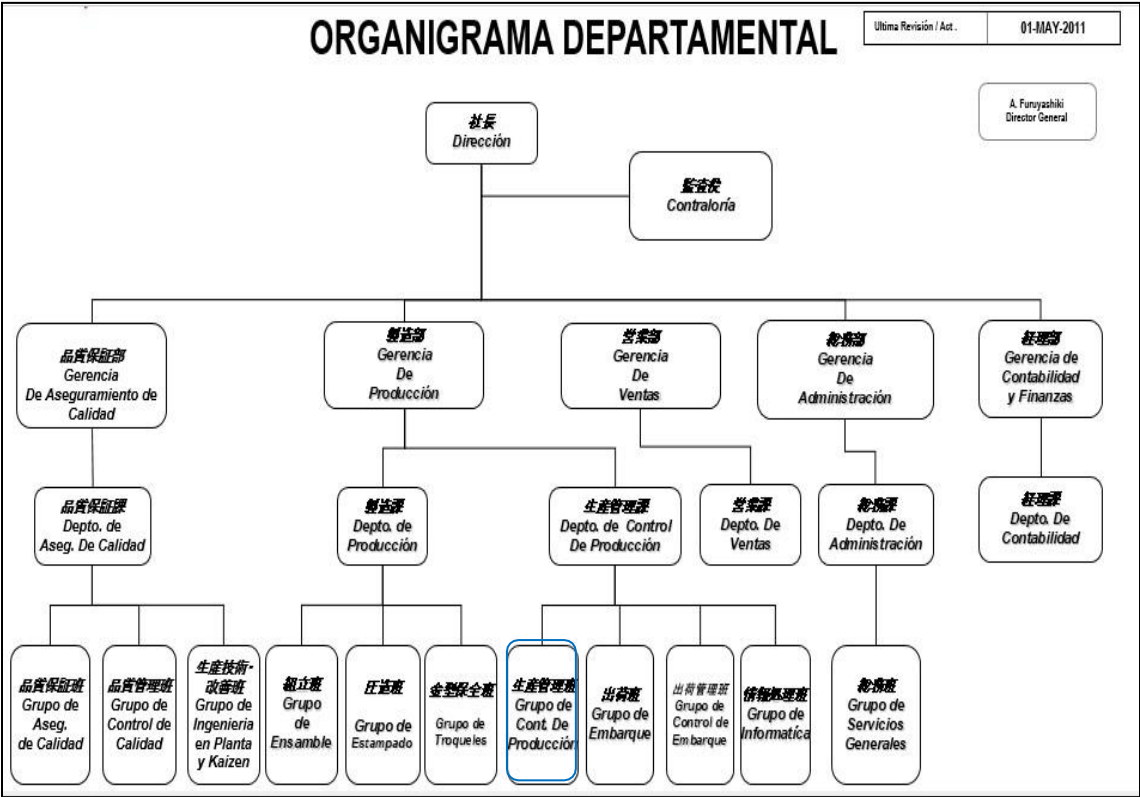 ORGANIGRAMA DEPARTAMENTAL
Ultima Revisión / Act .
01-MAY-2011
A. Furuyashiki
Director General
社長
Dirección
監査役
Contraloría
品質保証部
Gerencia
De Aseguramiento de
Calidad
製造部
Gerencia
De
Producción
営業部
Gerencia
De
Ventas
総務部
Gerencia
De
Administración
経理部
Gerencia de
Contabilidad
y Finanzas
品質保証課
Depto. de
Aseg. De Calidad
製造課
Depto. de
Producción
生産管理課
Depto. de Control
De Producción
営業課
Depto. De
Ventas
総務課
Depto. De
Administración
経理課
Depto. De
Contabilidad
品質保証班
Grupo de
Aseg.
de Calidad
品質管理班
Grupo de
Control de
Calidad
生産技術・
改善班
Grupo de
Ingenieria
en Planta
y Kaizen
組立班
Grupo
de
Ensamble
圧造班
Grupo de
Estampado
金型保全班
Grupo de
Troqueles
生産管理班
Grupo de
Cont. De
Producción
出荷班
Grupo de
Embarque
出荷管理班
Grupo de
Control de
Embarque
情報処理班
Grupo de
Informatíca
総務班
Grupo de
Servicios
Generales